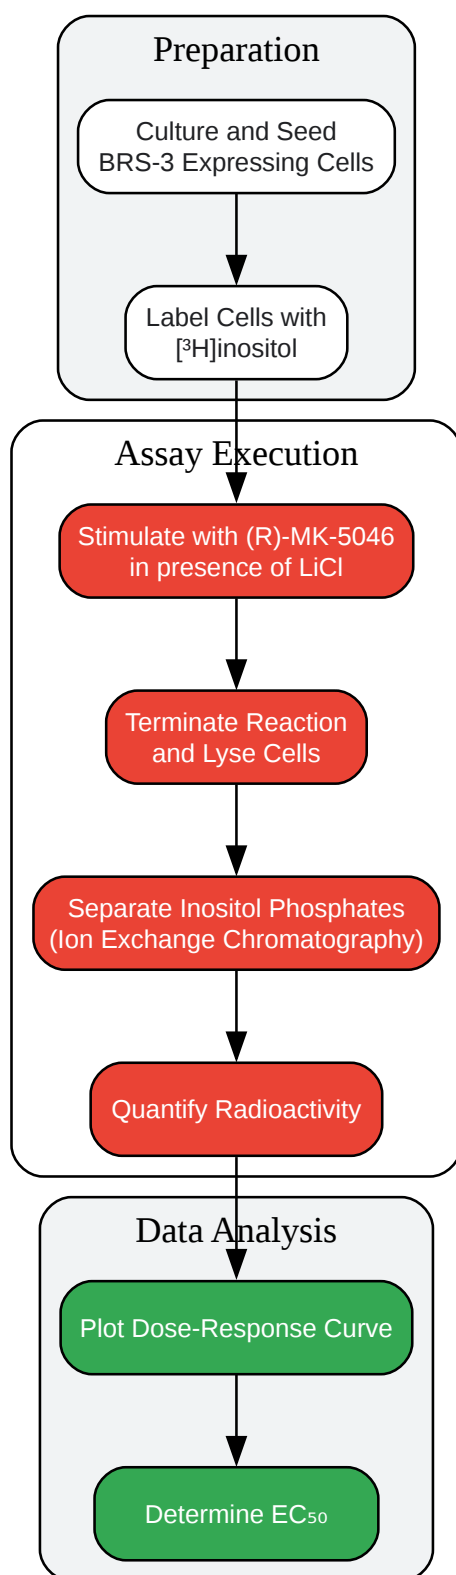 Preparation
Culture and Seed
BRS-3 Expressing Cells
Label Cells with
[³H]inositol
Assay Execution
Stimulate with (R)-MK-5046
in presence of LiCl
Terminate Reaction
and Lyse Cells
Separate Inositol Phosphates
(Ion Exchange Chromatography)
Quantify Radioactivity
Data Analysis
Plot Dose-Response Curve
Determine EC₅₀